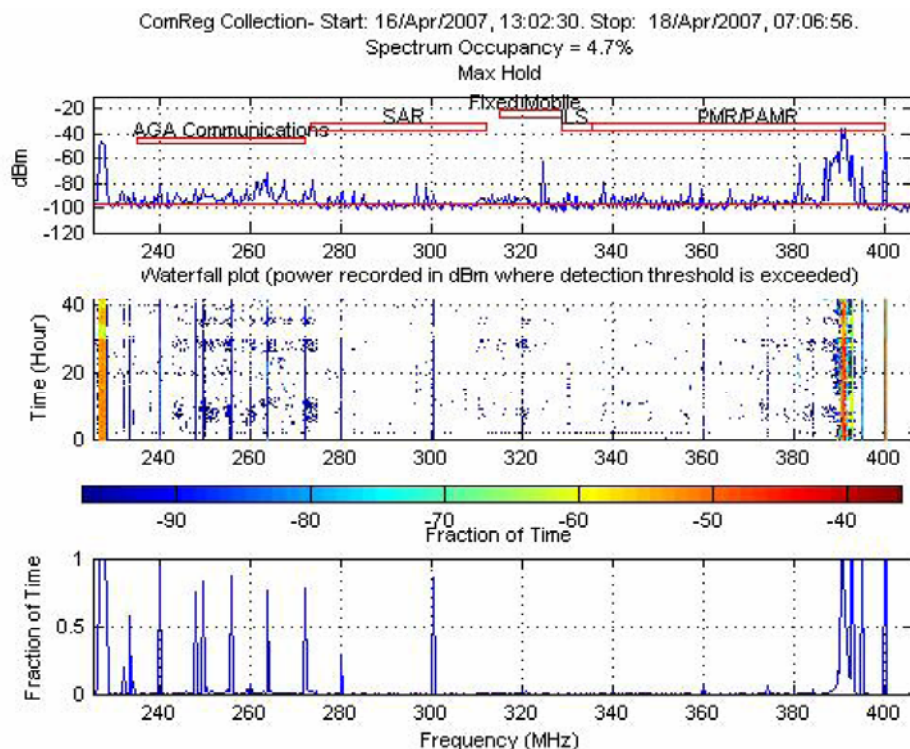 ComReg Collection- Start: 16/Apr/2007, 13:02:30. Stop: 18/Apr/2007, 07:06:56.
Spectrum Occupancy = 4.7%
Max Hold
-20
-40
-60
-80
-100
-120
dBm
AGA Communications
SAR
Fixed Mobile
ILS
PMR/PAMR
240 260 280 300 320 340 360 380 400
Waterfall plot (power recorded in dBm where detection threshold is exceeded)
40
20
0
Time (Hour)
240 260 280 300 320 340 360 380 400
-90 -80 -70 -60 -50 -40
Fraction of Time
1
0.5
0
Fraction of Time
240 260 280 300 320 340 360 380 400
Frequency (MHz)